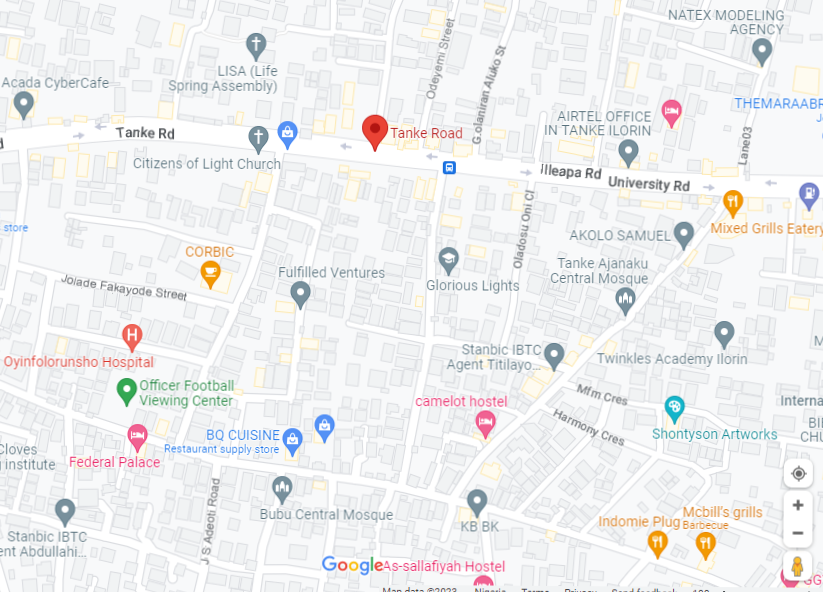 NATEX MODELING
AGENCY
LISA (Life
Spring Assembly)
Odeyemi Street
G.olaniran Aluko St
Acada CyberCafe
THEMARAABR
AIRTEL OFFICE
IN TANKE ILORIN
Tanke Rd
Tanke Road
Citizens of Light Church
Lane03
illeapa Rd
University Rd
store
Mixed Grills Eatery
AKOLO SAMUEL
Oladosu Oni Cl
CORBIC
Fulfilled Ventures
Glorious Lights
Tanke Ajanaku
Central Mosque
Jolade Fakayode Street
Oyinfolorunsho Hospital
Stanbic IBTC
Agent Titilayo...
Twinkles Academy Ilorin
Officer Football
Viewing Center
camelot hostel
Mfm Cres
Harmony Cres
Interna
Shontyson Artworks
BQ CUISINE
Restaurant supply store
Cloves
g institute
Federal Palace
J S Adeoti Road
Bubu Central Mosque
KB BK
Stanbic IBTC
ent Abdullahi...
Indomie Plug
Mcbill's grills
Barbecue
Google
As-sallafiyah Hostel
Map data ©2023
Nigeria
Terms
Privacy
Send feedback